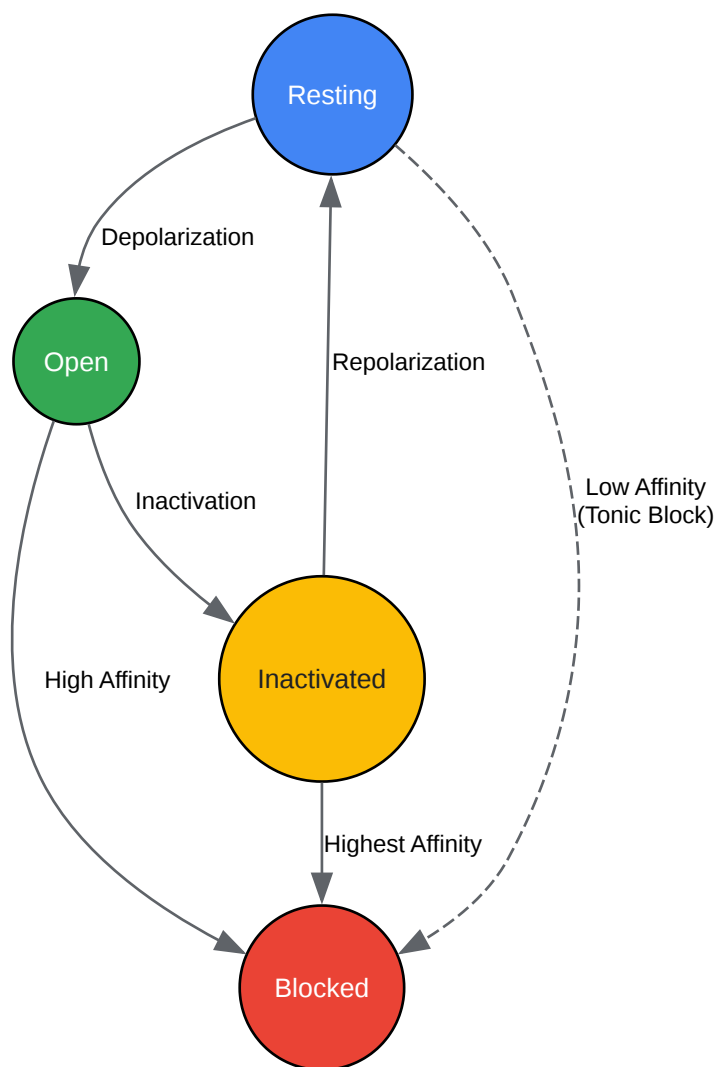 Resting
Depolarization
Open
Repolarization
Low Affinity
(Tonic Block)
Inactivation
High Affinity
Inactivated
Highest Affinity
Blocked